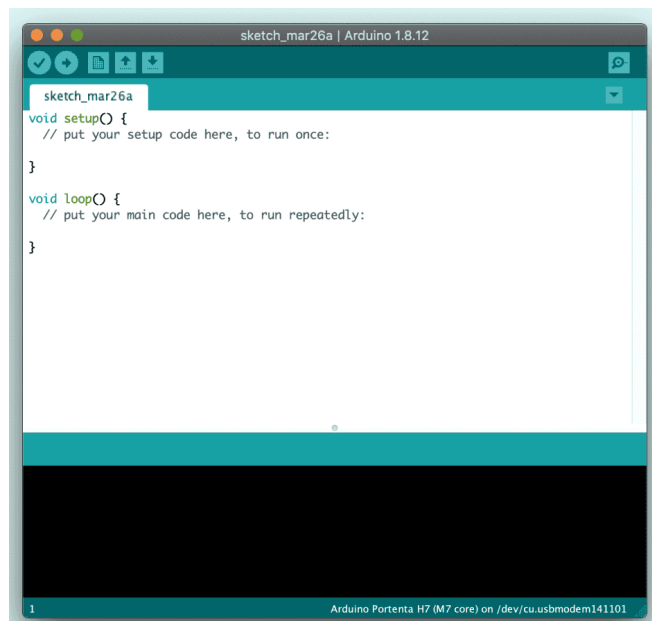 sketch_mar26a | Arduino 1.8.12
sketch_mar26a
void setup() {
  // put your setup code here, to run once:
}
void loop() {
  // put your main code here, to run repeatedly:
}
1 Arduino Portenta H7 (M7 core) on /dev/cu.usbmodem141101